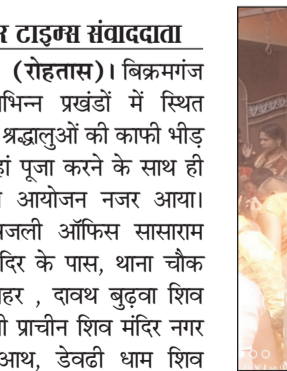 र टाइम्स संवाददाता
(रोहतास)। बिक्रमगंज
भिन्न प्रखंडों में स्थित
श्रद्धालुओं की काफी भीड़
हां पूजा करने के साथ ही
आयोजन नजर आया।
जली ऑफिस सासाराम
दिर के पास, थाना चौक
हर , दावथ बुढ़वा शिव
ी प्राचीन शिव मंदिर नगर
आथ, डेवढी धाम शिव